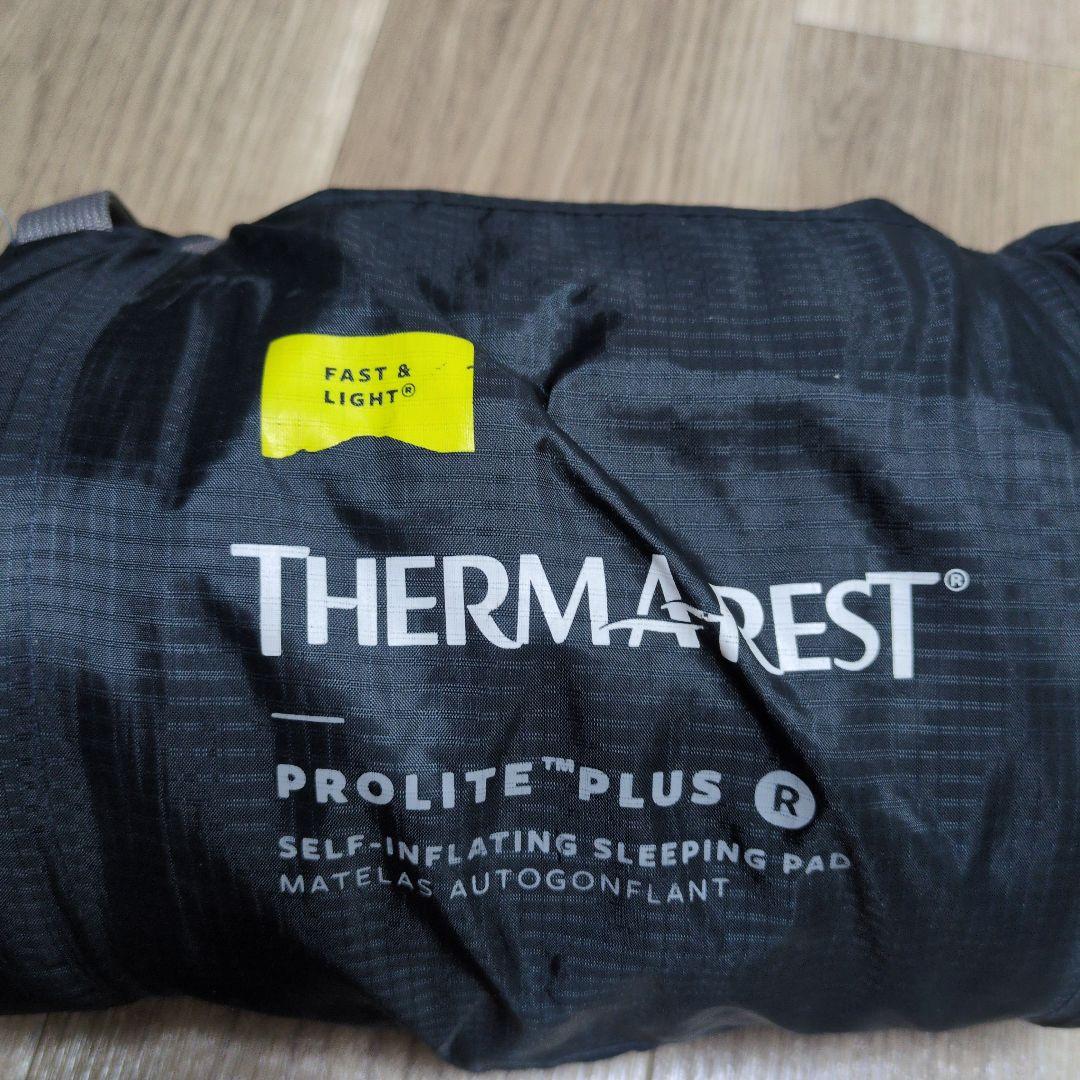 FAST &
LIGHT®
THERMAREST®
PROLITE™ PLUS R
SELF-INFLATING SLEEPING PAD
MATELAS AUTOGONFLANT